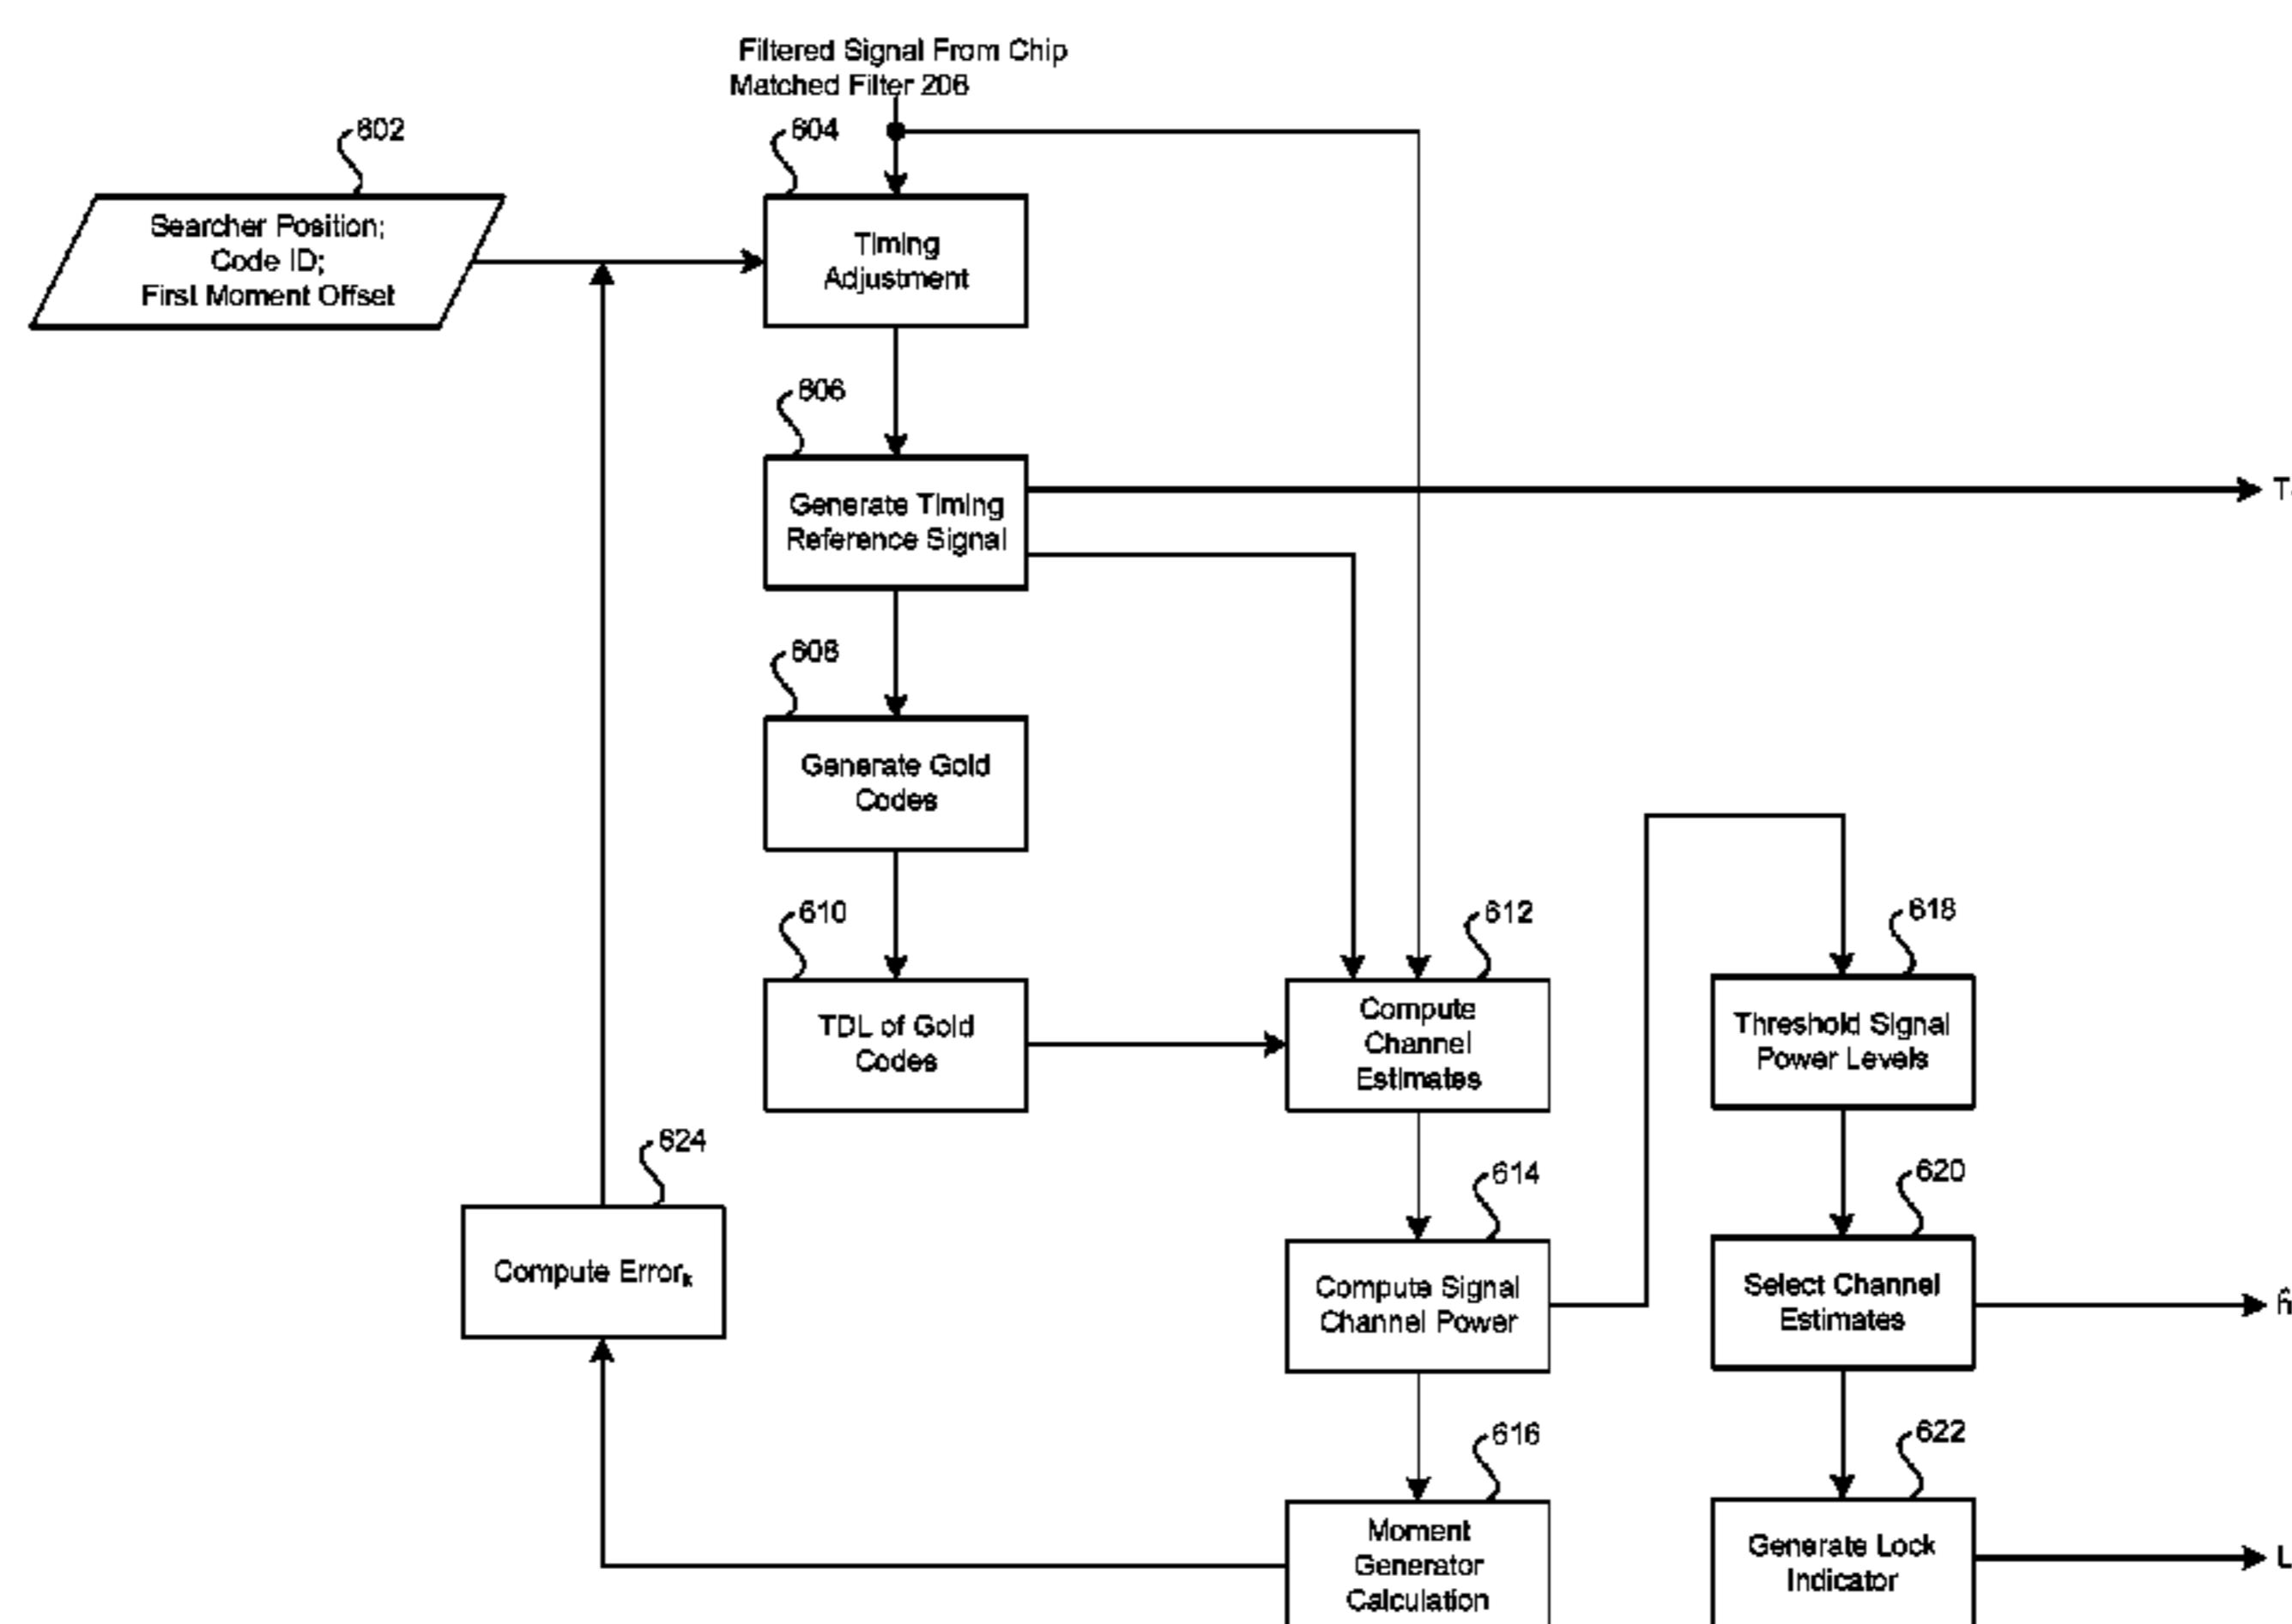 Filtered Signal From Chip
Matched Filter 206
602
604
Searcher Position;
Code ID;
First Moment Offset
Timing
Adjustment
606
Generate Timing
Reference Signal
T
608
Generate Gold
Codes
610
TDL of Gold
Codes
612
Compute
Channel
Estimates
618
Threshold Signal
Power Levels
624
Compute Errorₖ
614
Compute Signal
Channel Power
620
Select Channel
Estimates
616
Moment
Generator
Calculation
622
Generate Lock
Indicator
L